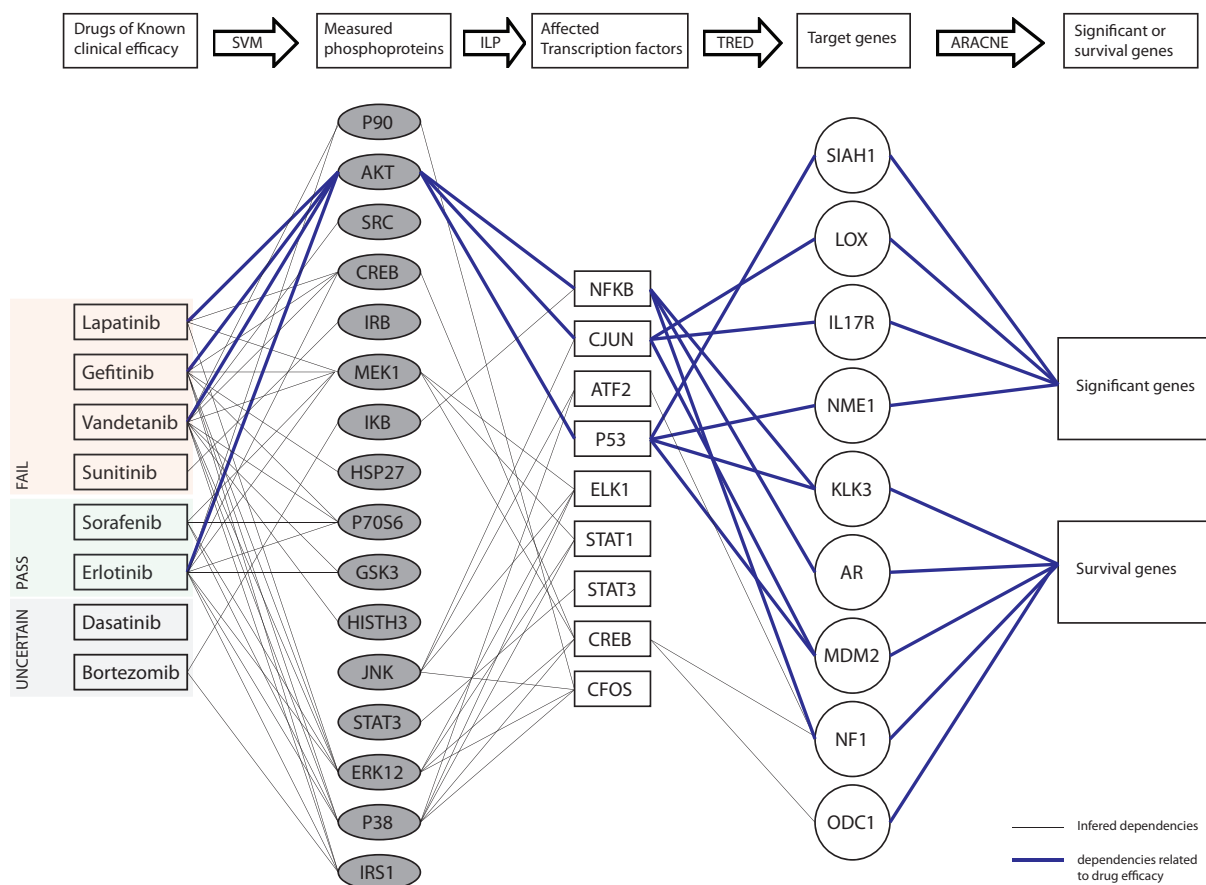 Drugs of Known
clinical efficacy
SVM
Measured
phosphoproteins
ILP
Affected
Transcription factors
TRED
Target genes
ARACNE
Significant or
survival genes
P90
AKT
SRC
CREB
IRB
MEK1
IKB
HSP27
P70S6
GSK3
HISTH3
JNK
STAT3
ERK12
P38
IRS1
FAIL
Lapatinib
Gefitinib
Vandetanib
Sunitinib
PASS
Sorafenib
Erlotinib
UNCERTAIN
Dasatinib
Bortezomib
NFKB
CJUN
ATF2
P53
ELK1
STAT1
STAT3
CREB
CFOS
SIAH1
LOX
IL17R
NME1
KLK3
AR
MDM2
NF1
ODC1
Significant genes
Survival genes
Infered dependencies
dependencies related
to drug efficacy